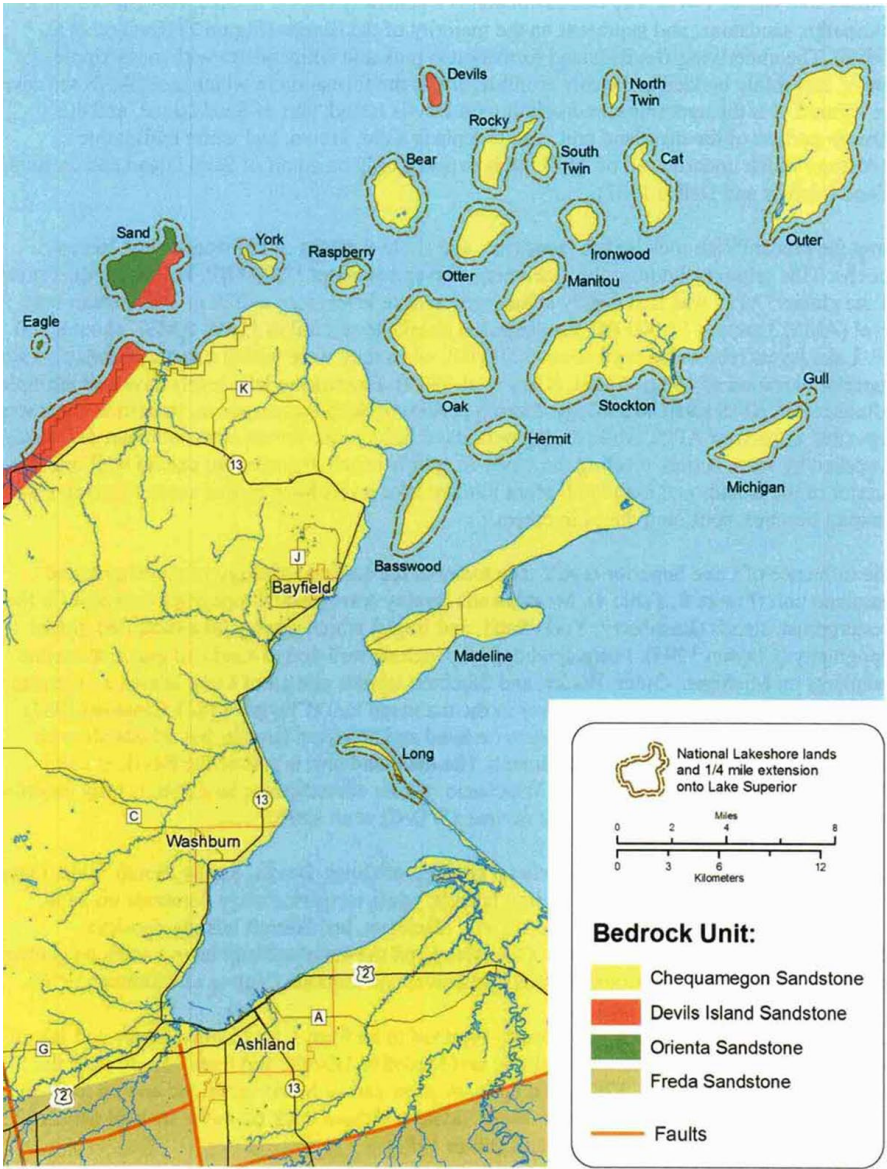 Devils
North
Twin
Rocky
Bear
South
Twin
Cat
Sand
York
Raspberry
Otter
Ironwood
Outer
Manitou
Eagle
K
Oak
Stockton
Gull
13
Hermit
Michigan
J
Basswood
Bayfield
Madeline
Long
13
C
Washburn
2
A
Ashland
G
2
13
National Lakeshore lands
and 1/4 mile extension
onto Lake Superior
Miles
0 2 4 8
0 3 6 12
Kilometers
Bedrock Unit:
Chequamegon Sandstone
Devils Island Sandstone
Orienta Sandstone
Freda Sandstone
Faults